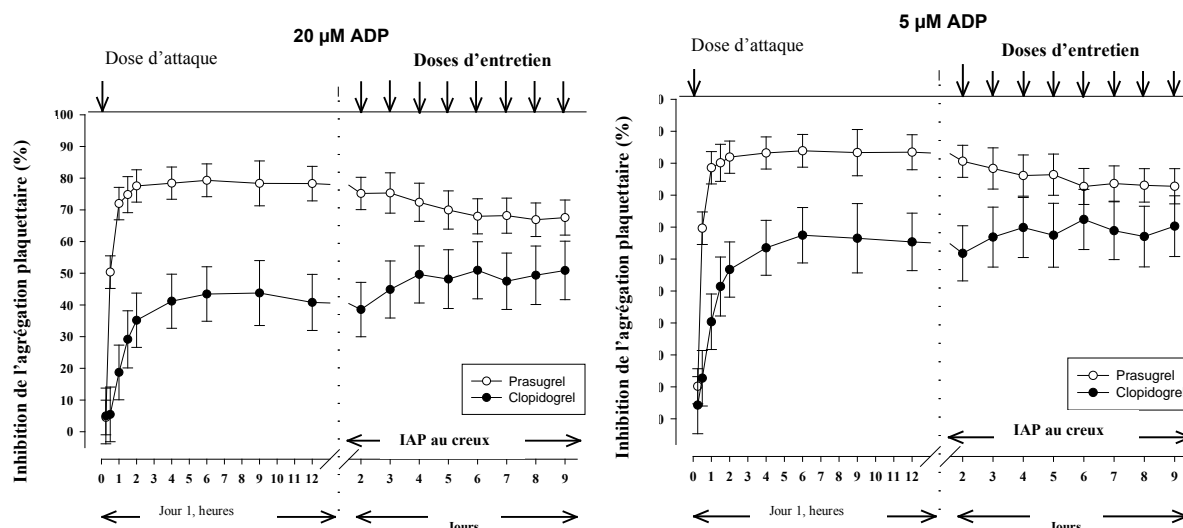 20 µM ADP
Dose d'attaque
Doses d'entretien
Inhibition de l'agrégation plaquettaire (%)
100
90
80
70
60
50
40
30
20
10
0
Prasugrel
Clopidogrel
IAP au creux
0 1 2 3 4 5 6 7 8 9 10 11 12
2 3 4 5 6 7 8 9
Jour 1, heures
Jours
5 µM ADP
Dose d'attaque
Doses d'entretien
Inhibition de l'agrégation plaquettaire (%)
Prasugrel
Clopidogrel
IAP au creux
0 1 2 3 4 5 6 7 8 9 10 11 12
2 3 4 5 6 7 8 9
Jour 1, heures
Jours